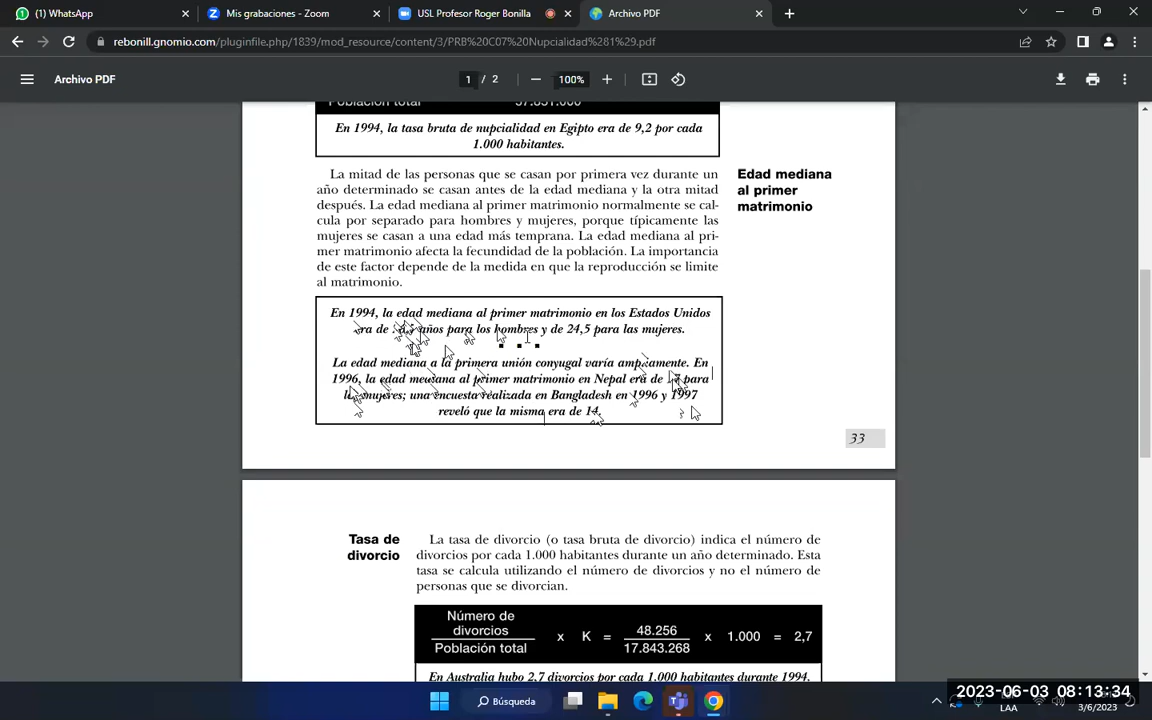 (1) WhatsApp
Mis grabaciones - Zoom
USL Profesor Roger Bonilla
Archivo PDF
rebonill.gnomio.com/pluginfile.php/1839/mod_resource/content/3/PRB%20C07%20Nupcialidad%281%29.pdf
Archivo PDF
1 / 2
100%
Población total 57.851.000
En 1994, la tasa bruta de nupcialidad en Egipto era de 9,2 por cada
1.000 habitantes.
La mitad de las personas que se casan por primera vez durante un
año determinado se casan antes de la edad mediana y la otra mitad
después. La edad mediana al primer matrimonio normalmente se cal-
cula por separado para hombres y mujeres, porque típicamente las
mujeres se casan a una edad más temprana. La edad mediana al pri-
mer matrimonio afecta la fecundidad de la población. La importancia
de este factor depende de la medida en que la reproducción se limite
al matrimonio.
Edad mediana
al primer
matrimonio
En 1994, la edad mediana al primer matrimonio en los Estados Unidos
era de años para los hombres y de 24,5 para las mujeres.
La edad mediana a la primera unión conyugal varía ampliamente. En
1996, la edad mediana al primer matrimonio en Nepal era de para
las mujeres; una encuesta realizada en Bangladesh en 1996 y 1997
reveló que la misma era de 14.
33
Tasa de
divorcio
La tasa de divorcio (o tasa bruta de divorcio) indica el número de
divorcios por cada 1.000 habitantes durante un año determinado. Esta
tasa se calcula utilizando el número de divorcios y no el número de
personas que se divorcian.
Número de
divorcios
Población total
x K = 48.256
17.843.268
x 1.000 = 2,7
En Australia hubo 2,7 divorcios por cada 1.000 habitantes durante 1994.
Búsqueda
LAA
2023-06-03 08:13:34
3/6/2023